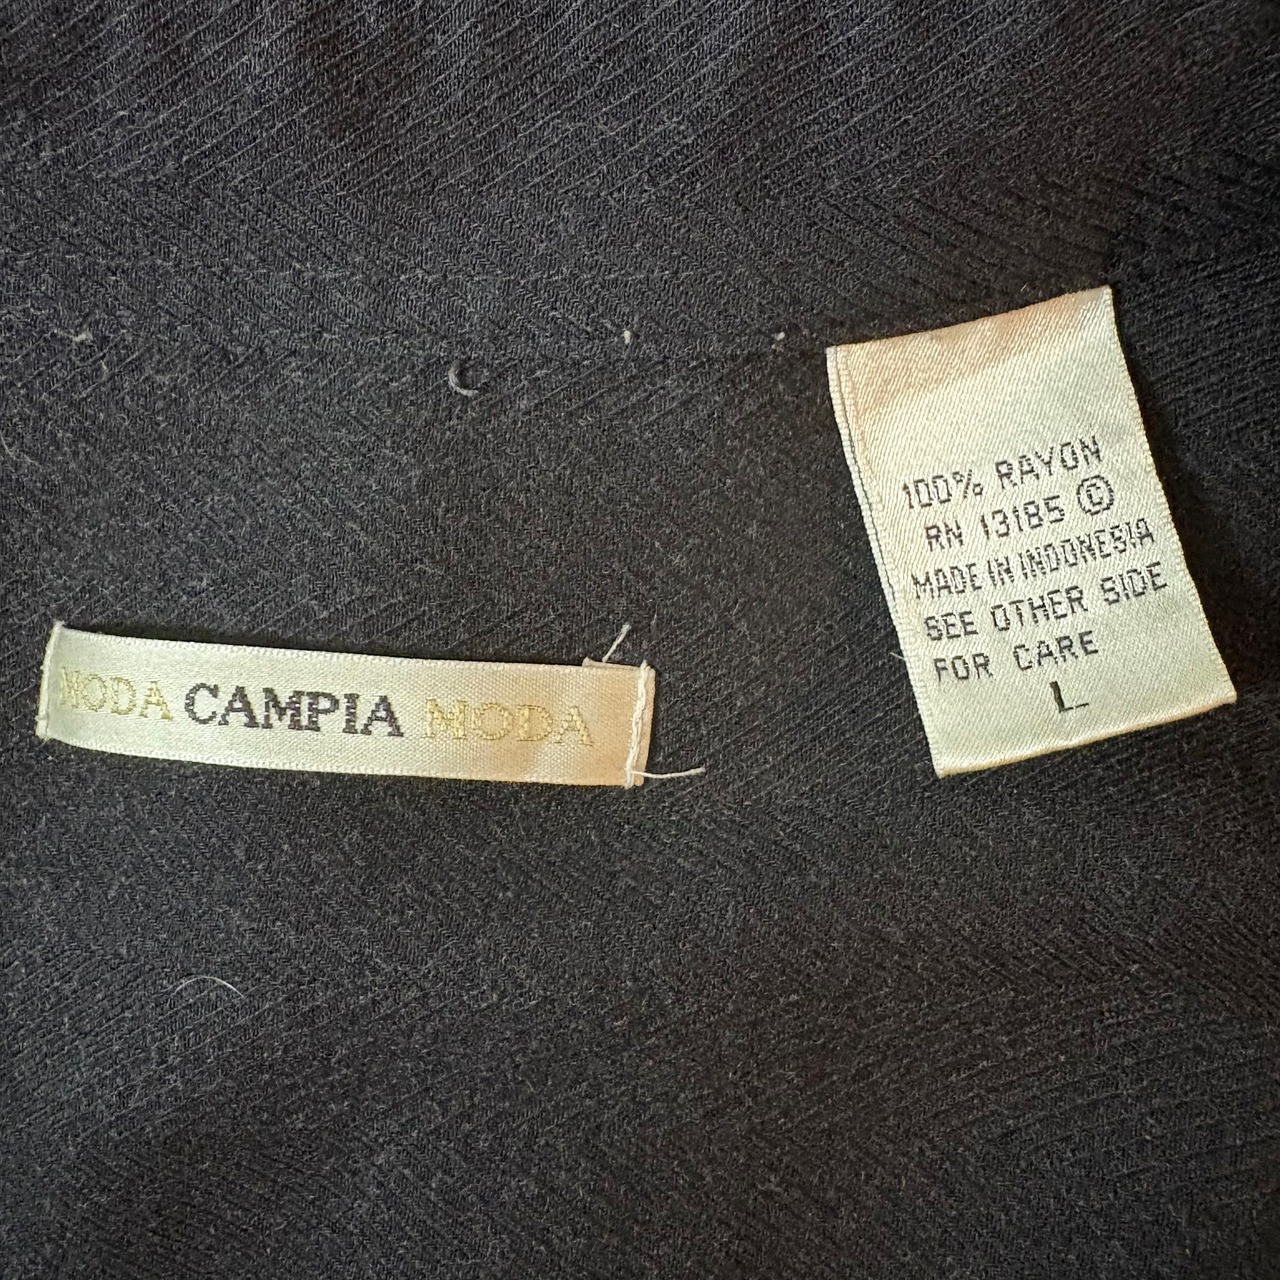 MODA CAMPIA MODA
100% RAYON
RN 13185 ©
MADE IN INDONESIA
SEE OTHER SIDE
FOR CARE
L